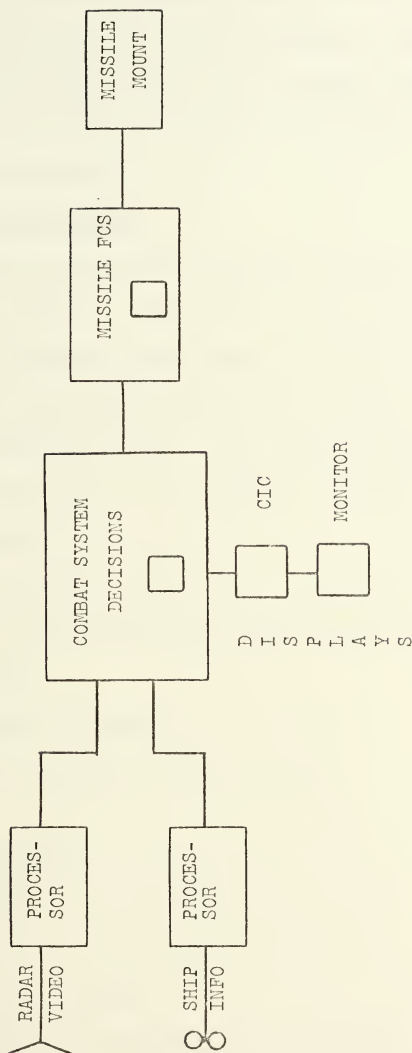 RADAR
VIDEO
PROCES-
SOR
SHIP
INFO
PROCES-
SOR
COMBAT SYSTEM
DECISIONS
MISSILE FCS
MISSILE
MOUNT
CIC
MONITOR
DISPLAYS